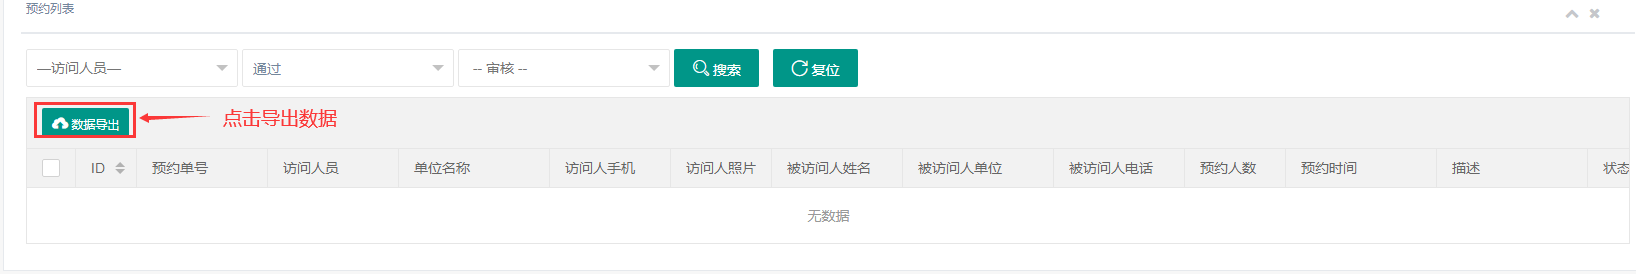 预约列表
—访问人员— 通过 -- 审核 -- 搜索 复位
数据导出 点击导出数据
ID 预约单号 访问人员 单位名称 访问人手机 访问人照片 被访问人姓名 被访问人单位 被访问人电话 预约人数 预约时间 描述 状态
无数据